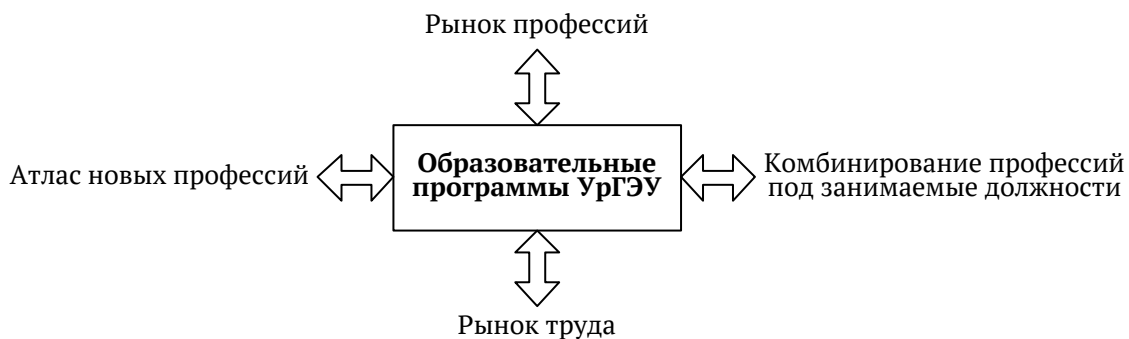 Рынок профессий
Атлас новых профессий
Образовательные
программы УрГЭУ
Комбинирование профессий
под занимаемые должности
Рынок труда